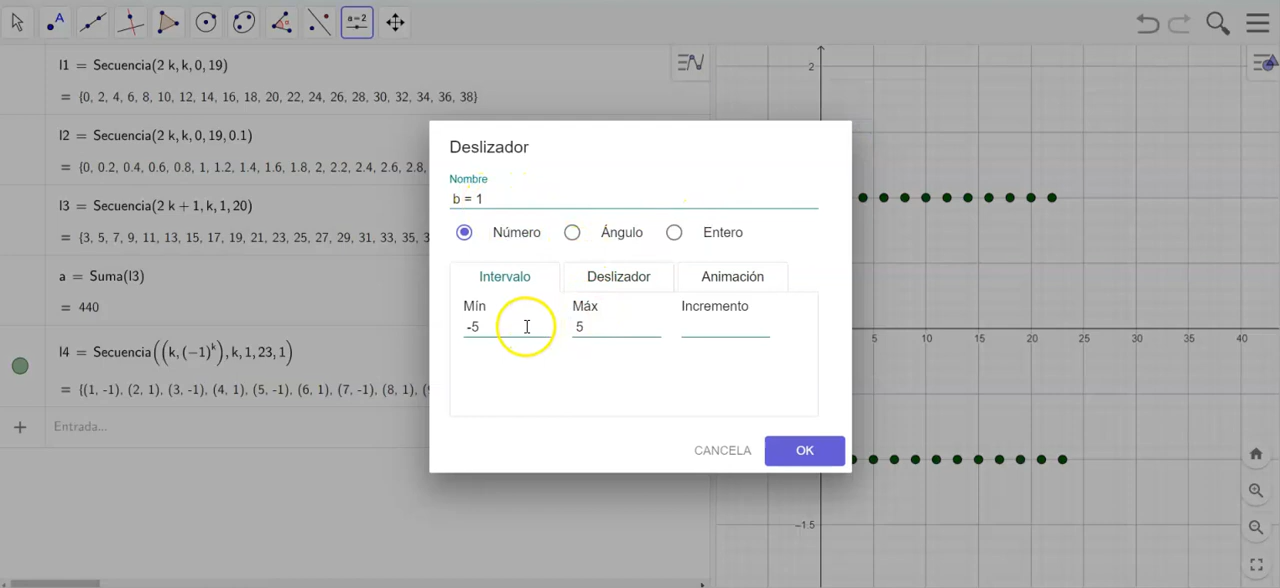 A
a=2
l1 = Secuencia(2 k, k, 0, 19)
= {0, 2, 4, 6, 8, 10, 12, 14, 16, 18, 20, 22, 24, 26, 28, 30, 32, 34, 36, 38}
l2 = Secuencia(2 k, k, 0, 19, 0.1)
= {0, 0.2, 0.4, 0.6, 0.8, 1, 1.2, 1.4, 1.6, 1.8, 2, 2.2, 2.4, 2.6, 2.8,
l3 = Secuencia(2 k + 1, k, 1, 20)
= {3, 5, 7, 9, 11, 13, 15, 17, 19, 21, 23, 25, 27, 29, 31, 33, 35,
a = Suma(l3)
= 440
l4 = Secuencia((k, (−1)^k), k, 1, 23, 1)
= {(1, -1), (2, 1), (3, -1), (4, 1), (5, -1), (6, 1), (7, -1), (8, 1),
+ Entrada...
Deslizador
Nombre
b = 1
Número Ángulo Entero
Intervalo Deslizador Animación
Mín Máx Incremento
-5 5
CANCELA OK
2
5 10 15 20 25 30 35 40
−1.5